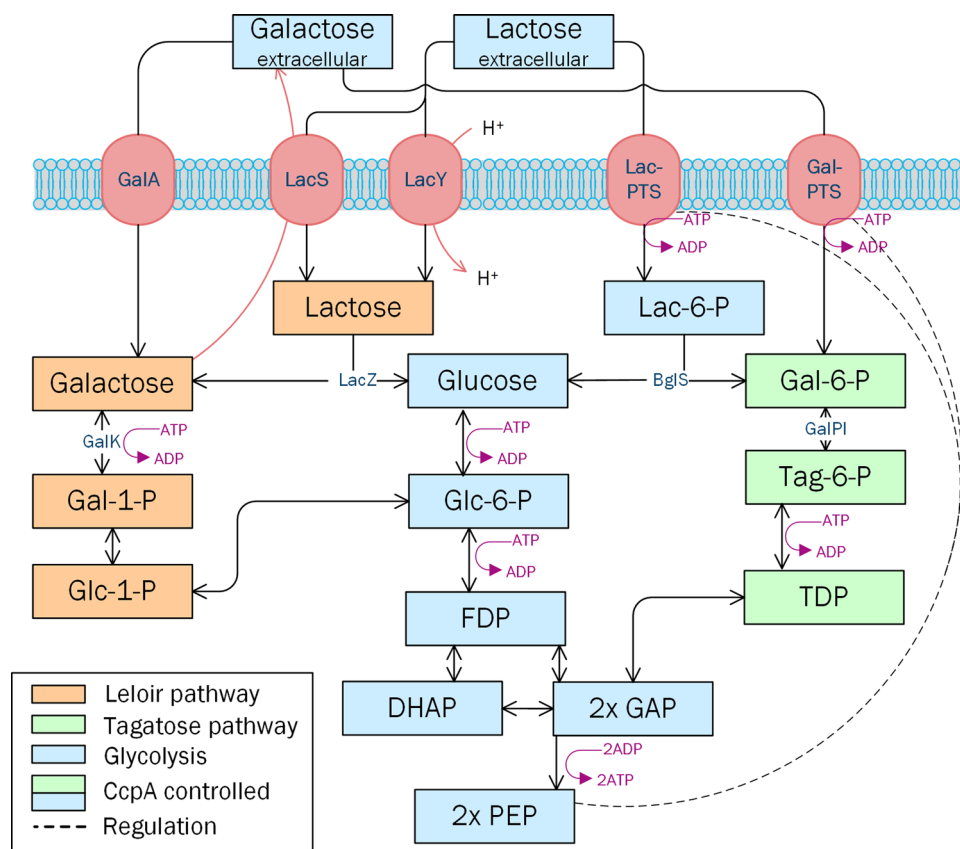 Galactose
extracellular
Lactose
extracellular
H+
GalA
LacS
LacY
Lac-
PTS
Gal-
PTS
ATP
ADP
ATP
ADP
H+
Lactose
Lac-6-P
Galactose
LacZ
Glucose
BglS
Gal-6-P
GalK
ATP
ADP
ATP
ADP
GalPI
Gal-1-P
Glc-6-P
Tag-6-P
ATP
ADP
ATP
ADP
Glc-1-P
FDP
TDP
DHAP
2x GAP
2ADP
2ATP
2x PEP
Leloir pathway
Tagatose pathway
Glycolysis
CcpA controlled
Regulation